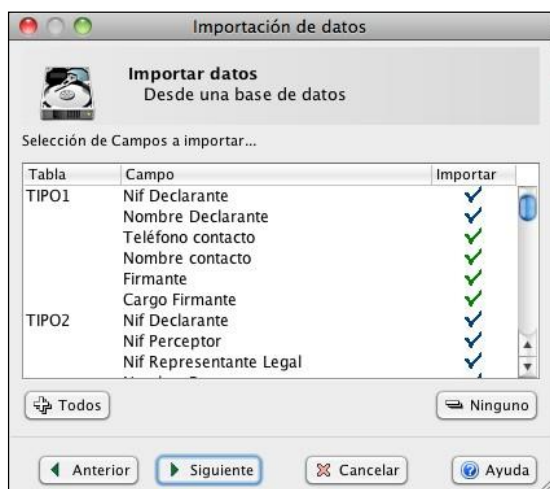 Importación de datos
Importar datos
Desde una base de datos
Selección de Campos a importar...
Tabla Campo Importar
TIPO1 Nif Declarante
Nombre Declarante
Teléfono contacto
Nombre contacto
Firmante
Cargo Firmante
TIPO2 Nif Declarante
Nif Perceptor
Nif Representante Legal
Todos Ninguno
Anterior Siguiente Cancelar Ayuda